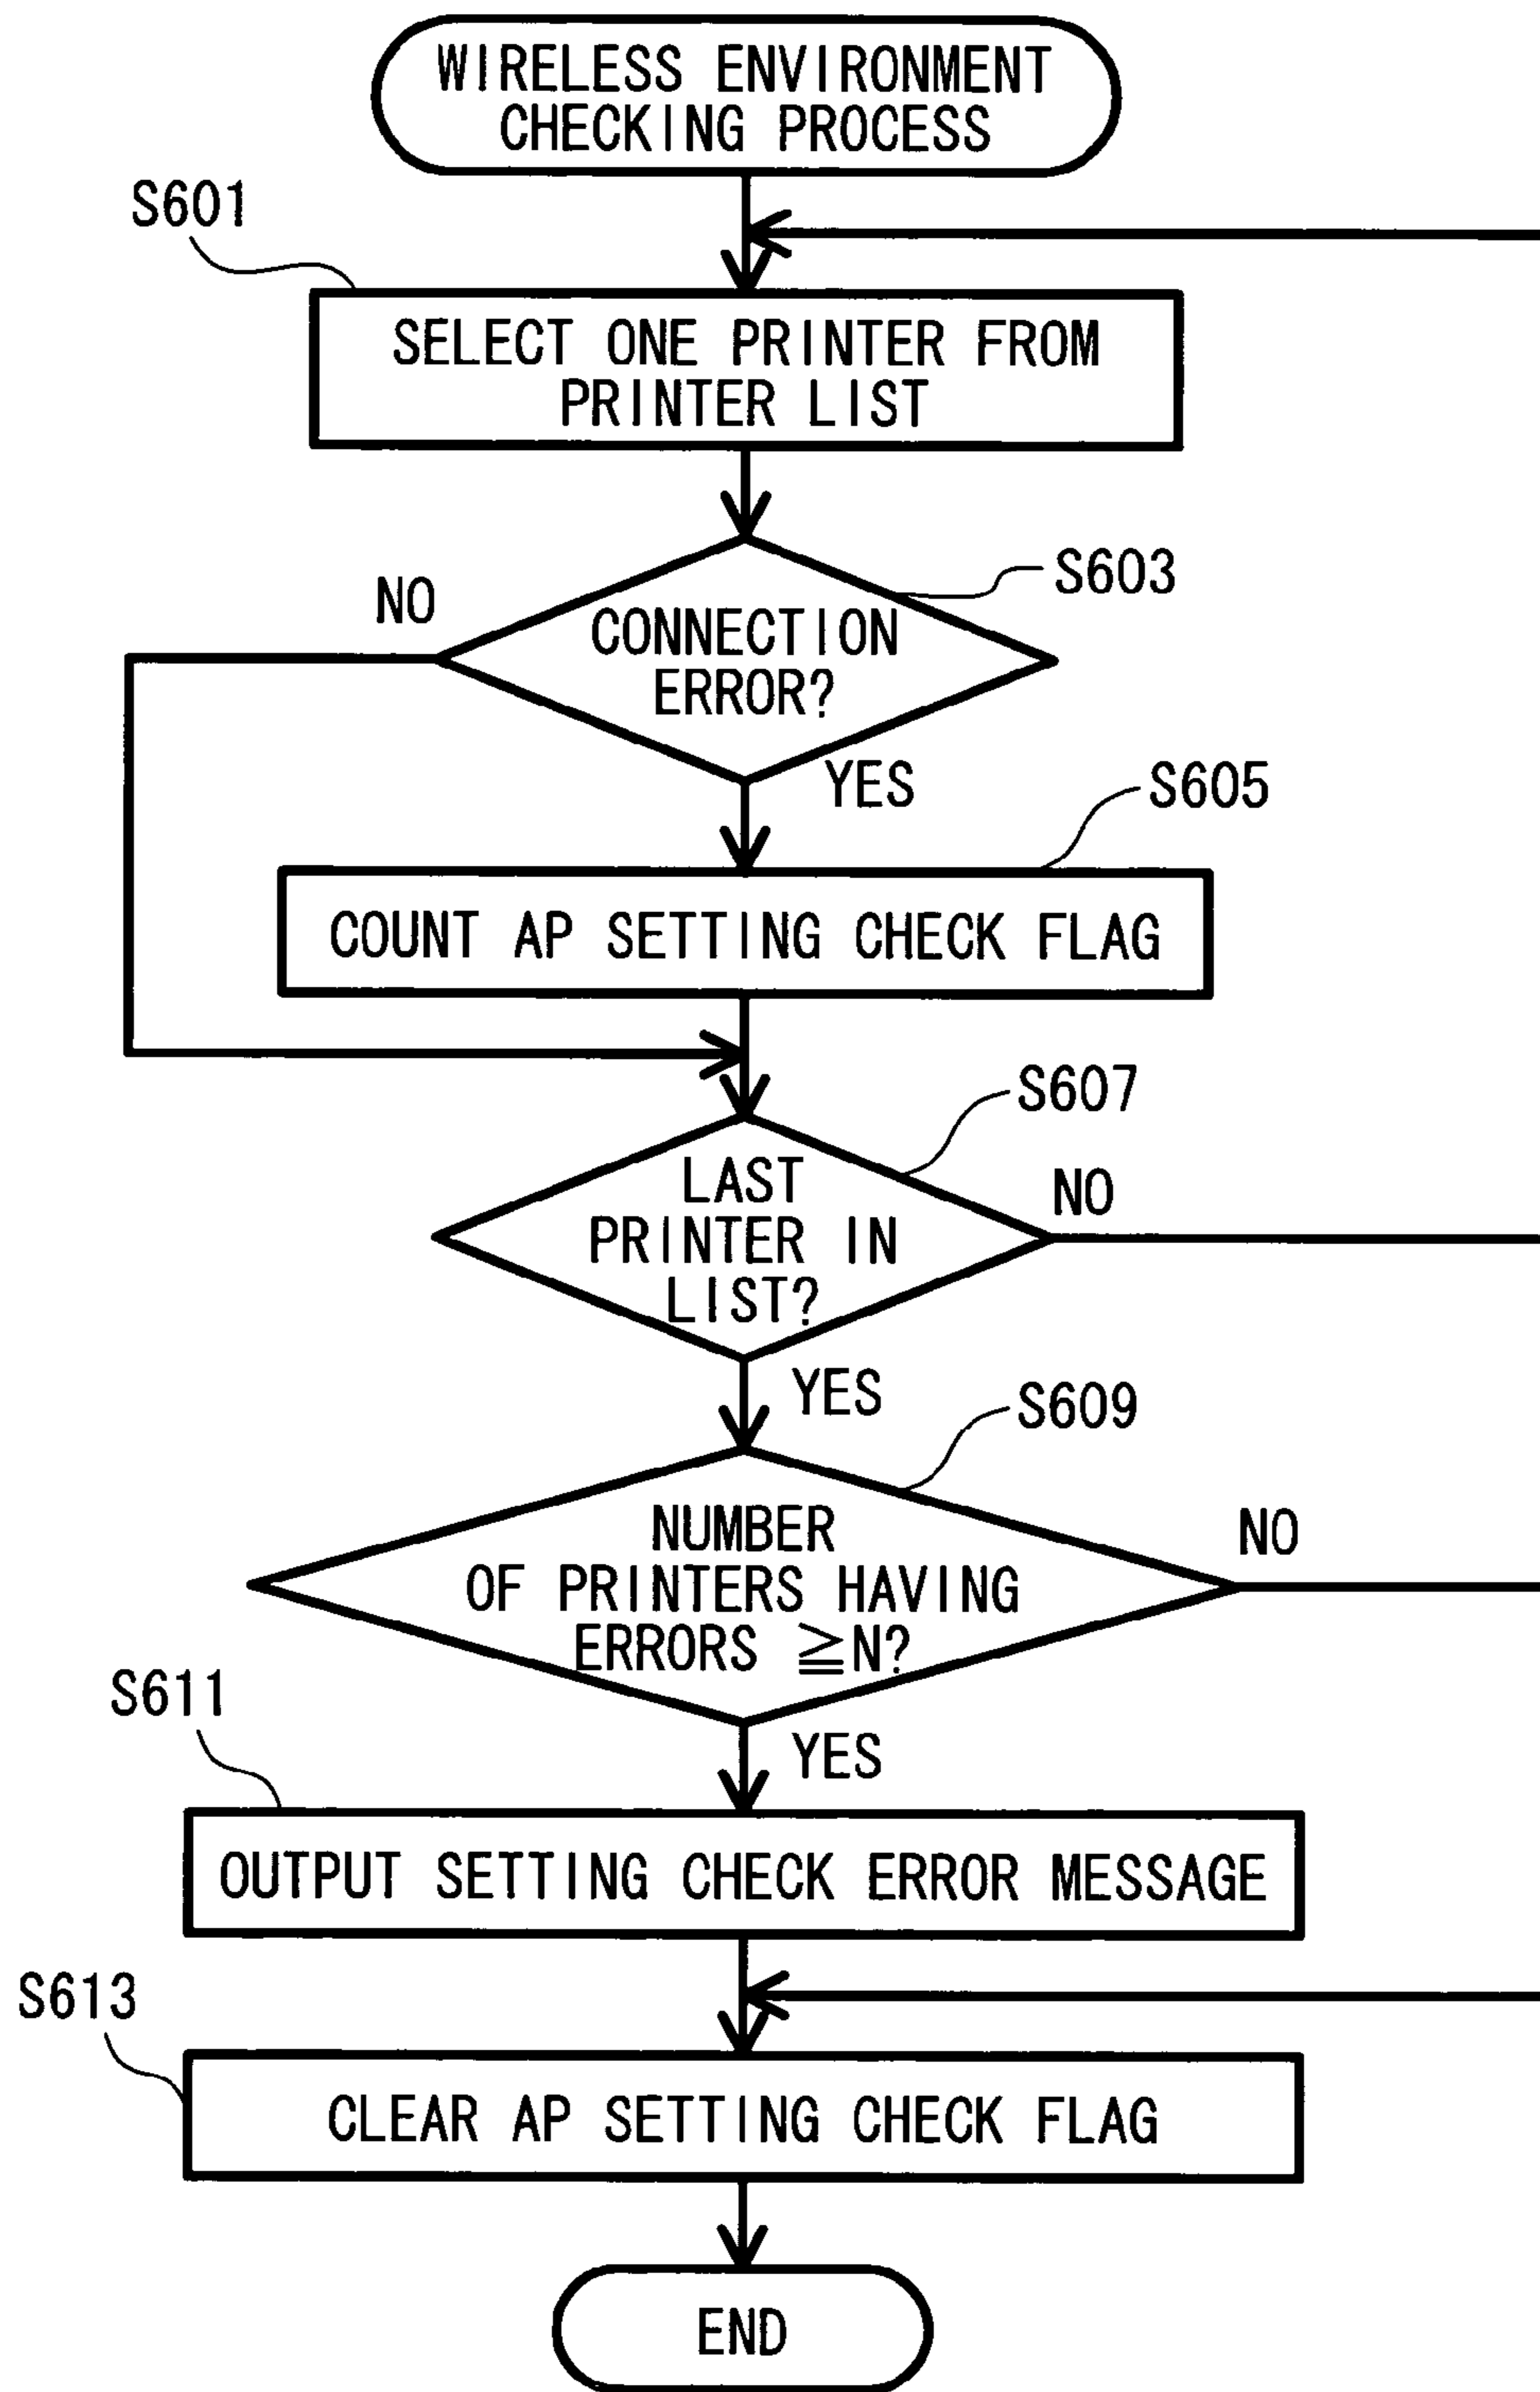 WIRELESS ENVIRONMENT
CHECKING PROCESS
S601
SELECT ONE PRINTER FROM
PRINTER LIST
S603
NO
CONNECTION
ERROR?
YES
S605
COUNT AP SETTING CHECK FLAG
S607
LAST
PRINTER IN
LIST?
NO
YES
S609
NUMBER
OF PRINTERS HAVING
ERRORS ≧N?
NO
YES
S611
OUTPUT SETTING CHECK ERROR MESSAGE
S613
CLEAR AP SETTING CHECK FLAG
END